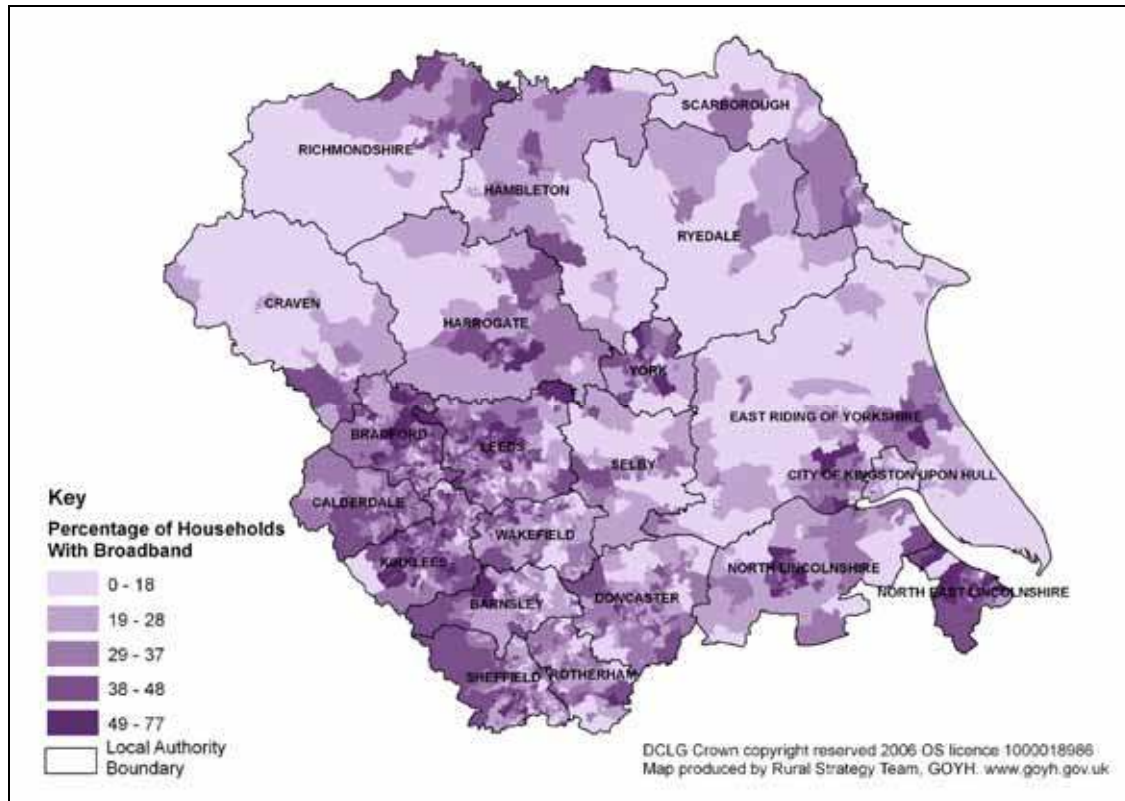 SCARBOROUGH
RICHMONDSHIRE
HAMBLETON
RYEDALE
CRAVEN
HARROGATE
YORK
EAST RIDING OF YORKSHIRE
BRADFORD
LEEDS
SELBY
CITY OF KINGSTON UPON HULL
CALDERDALE
WAKEFIELD
KIRKLEES
NORTH LINCOLNSHIRE
NORTH EAST LINCOLNSHIRE
BARNSLEY
DONCASTER
SHEFFIELD
ROTHERHAM
Key
Percentage of Households
With Broadband
0 - 18
19 - 28
29 - 37
38 - 48
49 - 77
Local Authority
Boundary
DCLG Crown copyright reserved 2006 OS licence 1000018986
Map produced by Rural Strategy Team, GOYH. www.goyh.gov.uk